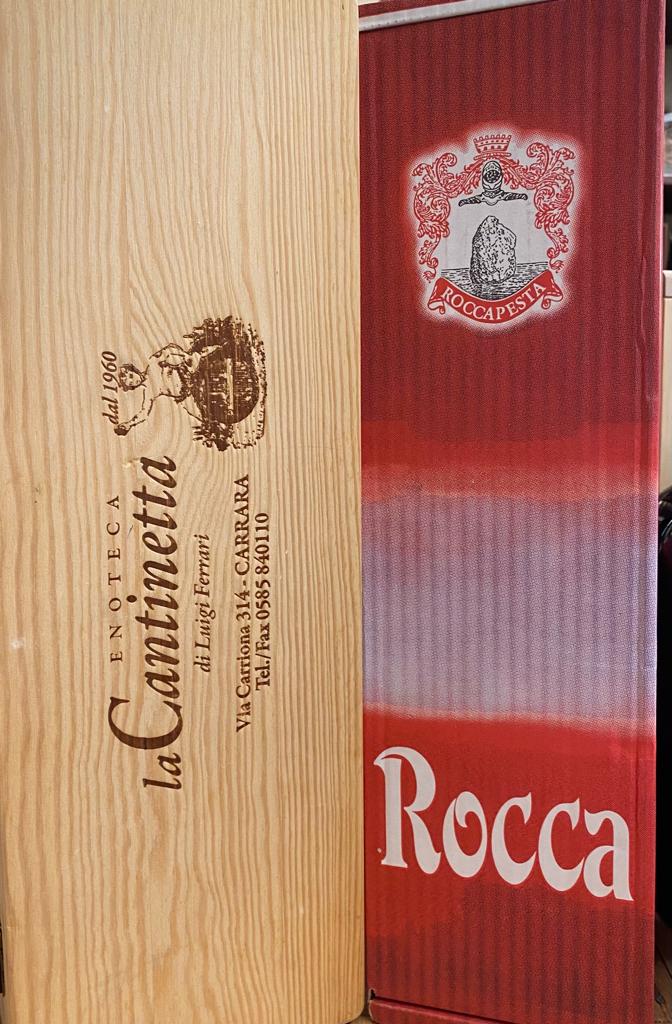 dal 1960
ENOTECA
la Cantinetta
di Luigi Ferrari
Via Carriona 314 - CARRARA
Tel./Fax 0585 840110
ROCCAPESTA
Rocca